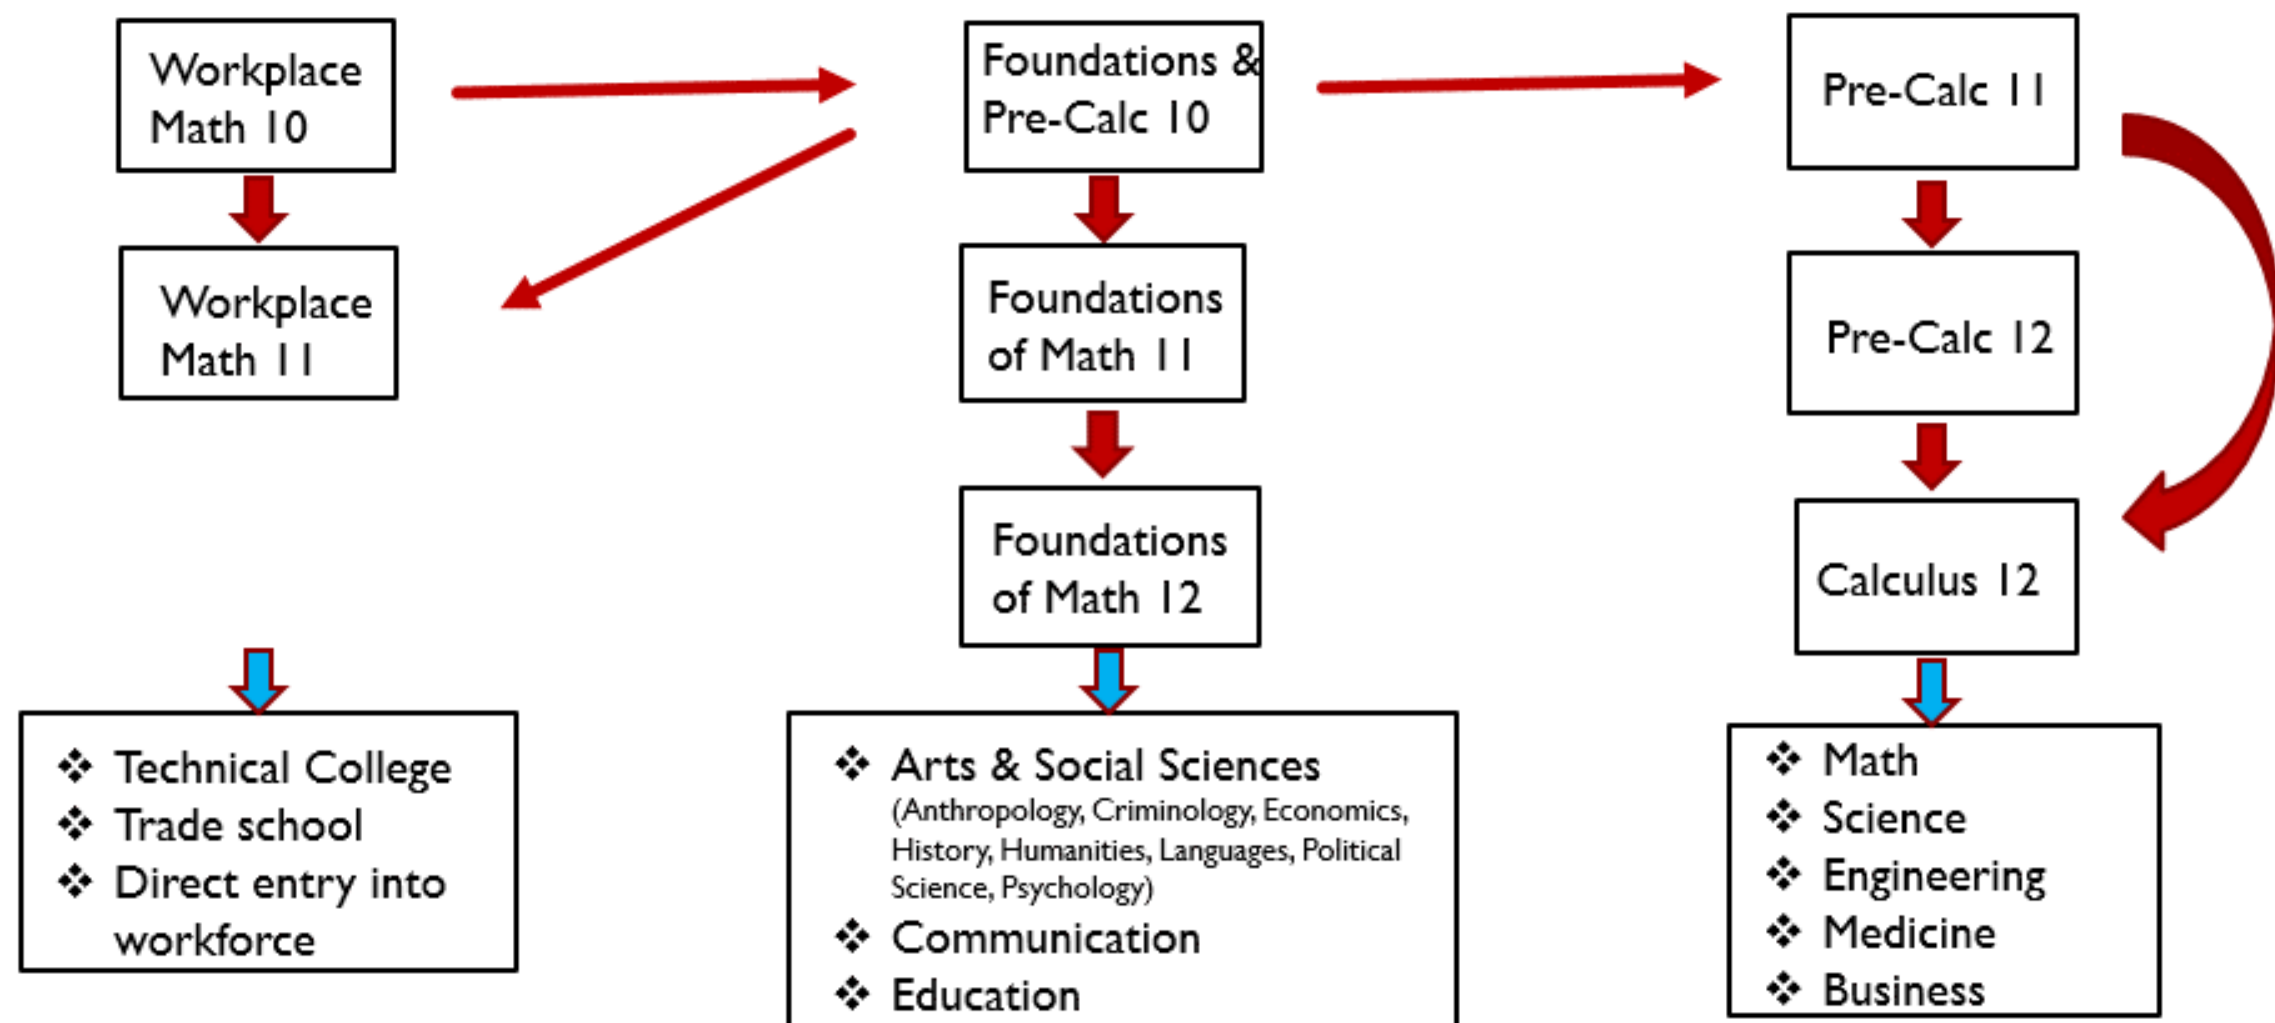 Workplace
Math 10
Foundations &
Pre-Calc 10
Pre-Calc 11
Workplace
Math 11
Foundations
of Math 11
Pre-Calc 12
Foundations
of Math 12
Calculus 12
❖ Technical College
❖ Trade school
❖ Direct entry into
workforce
❖ Arts & Social Sciences
(Anthropology, Criminology, Economics,
History, Humanities, Languages, Political
Science, Psychology)
❖ Communication
❖ Education
❖ Math
❖ Science
❖ Engineering
❖ Medicine
❖ Business